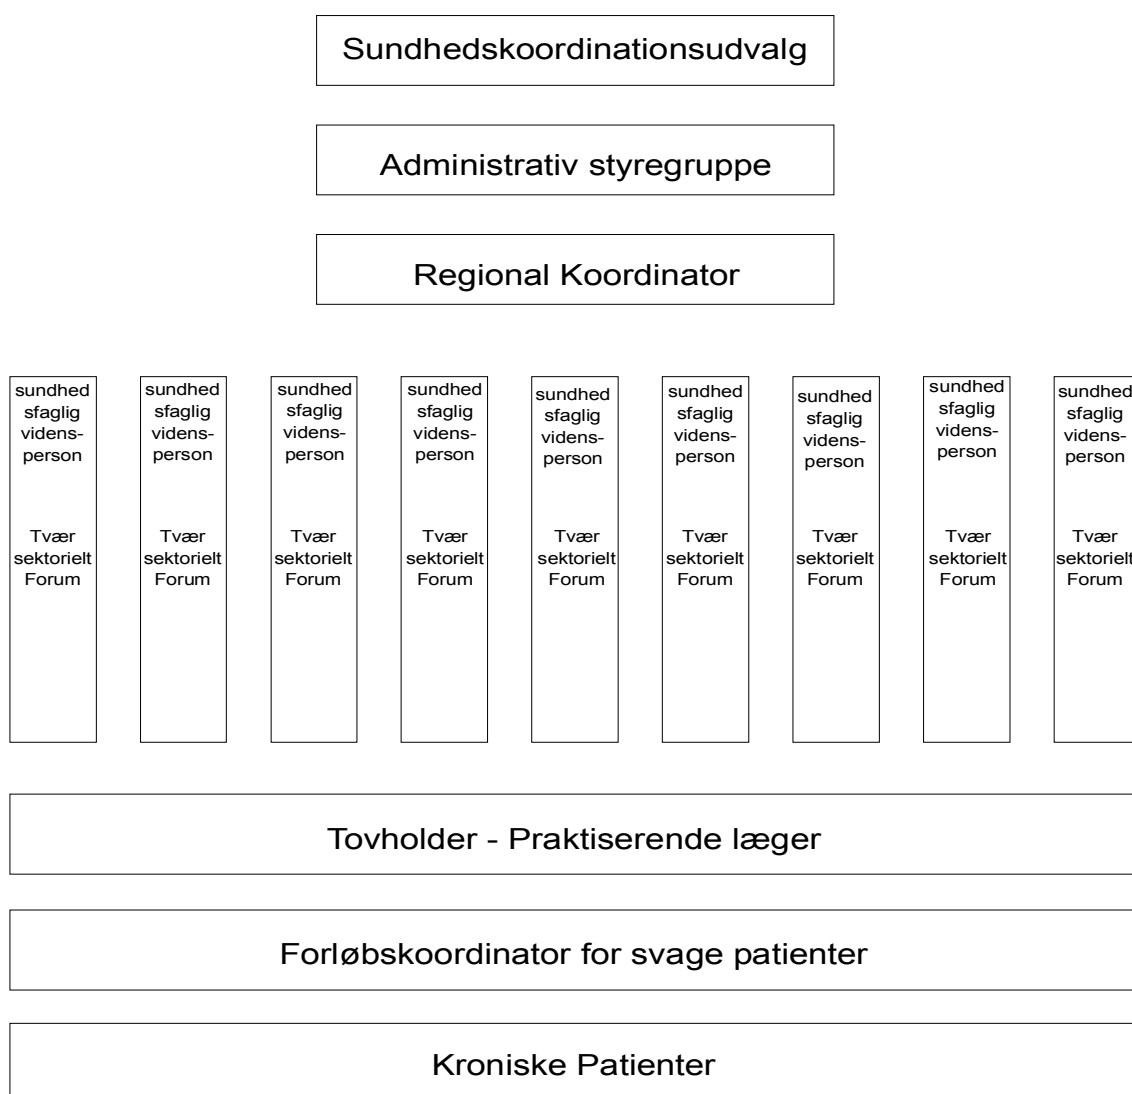 Sundhedskoordinationsudvalg
Administrativ styregruppe
Regional Koordinator
sundhed
sfaglig
videns-
person
Tvær
sektorielt
Forum
sundhed
sfaglig
videns-
person
Tvær
sektorielt
Forum
sundhed
sfaglig
videns-
person
Tvær
sektorielt
Forum
sundhed
sfaglig
videns-
person
Tvær
sektorielt
Forum
sundhed
sfaglig
videns-
person
Tvær
sektorielt
Forum
sundhed
sfaglig
videns-
person
Tvær
sektorielt
Forum
sundhed
sfaglig
videns-
person
Tvær
sektorielt
Forum
sundhed
sfaglig
videns-
person
Tvær
sektorielt
Forum
sundhed
sfaglig
videns-
person
Tvær
sektorielt
Forum
Tovholder - Praktiserende læger
Forløbskoordinator for svage patienter
Kroniske Patienter